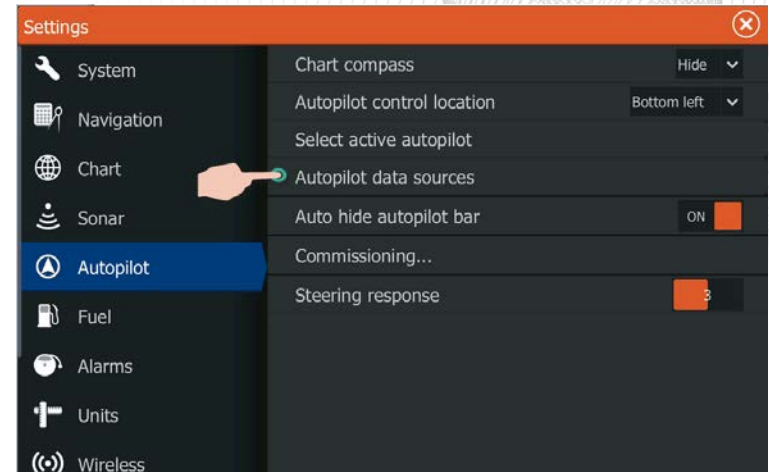 Settings
System
Navigation
Chart
Sonar
Autopilot
Fuel
Alarms
Units
Wireless
Chart compass Hide
Autopilot control location Bottom left
Select active autopilot
Autopilot data sources
Auto hide autopilot bar ON
Commissioning...
Steering response 3